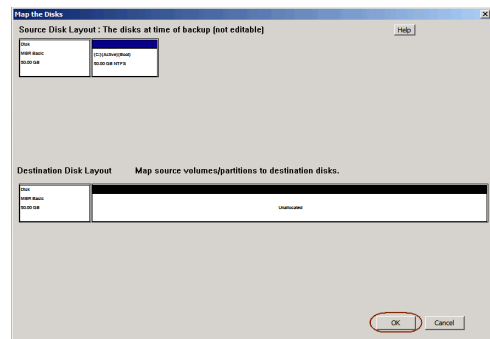 Map the Disks
Source Disk Layout : The disks at time of backup (not editable)
Help
Disk
MBR Basic
50.00 GB
(C:)(Active)(Boot)
50.00 GB NTFS
Destination Disk Layout Map source volumes/partitions to destination disks.
Disk
MBR Basic
50.00 GB
Unallocated
OK Cancel